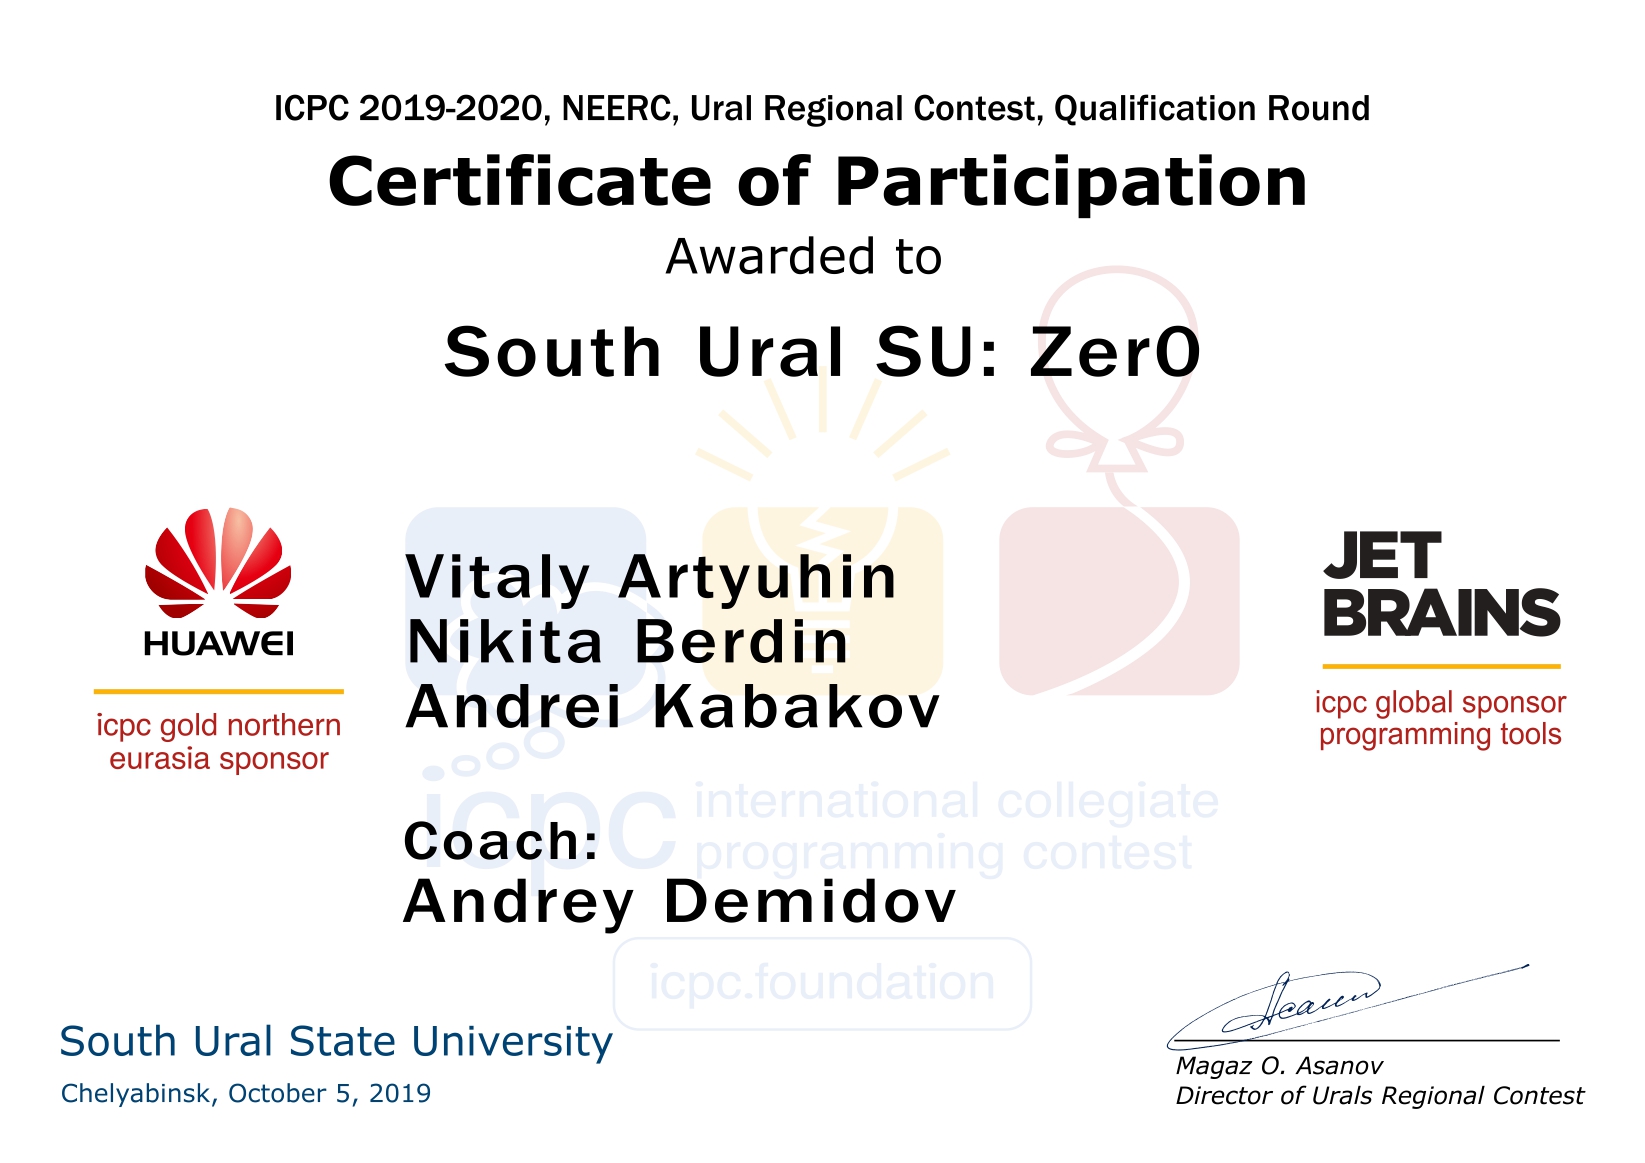 ICPC 2019-2020, NEERC, Ural Regional Contest, Qualification Round
Certificate of Participation
Awarded to
South Ural SU: Zer0
HUAWEI
icpc gold northern
eurasia sponsor
Vitaly Artyuhin
Nikita Berdin
Andrei Kabakov
JET
BRAINS
icpc global sponsor
programming tools
icpc international collegiate
programming contest
Coach:
Andrey Demidov
icpc.foundation
South Ural State University
Chelyabinsk, October 5, 2019
Magaz O. Asanov
Director of Urals Regional Contest